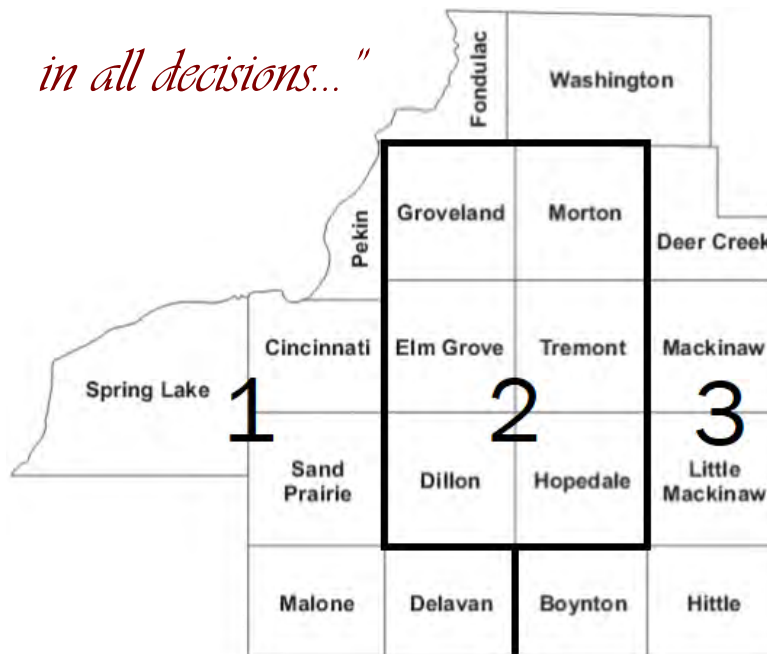 in all decisions..."
Fondulac
Washington
Pekin
Groveland
Morton
Deer Creek
Cincinnati
Elm Grove
Tremont
Mackinaw
Spring Lake
1
2
3
Sand
Prairie
Dillon
Hopedale
Little
Mackinaw
Malone
Delavan
Boynton
Hittle